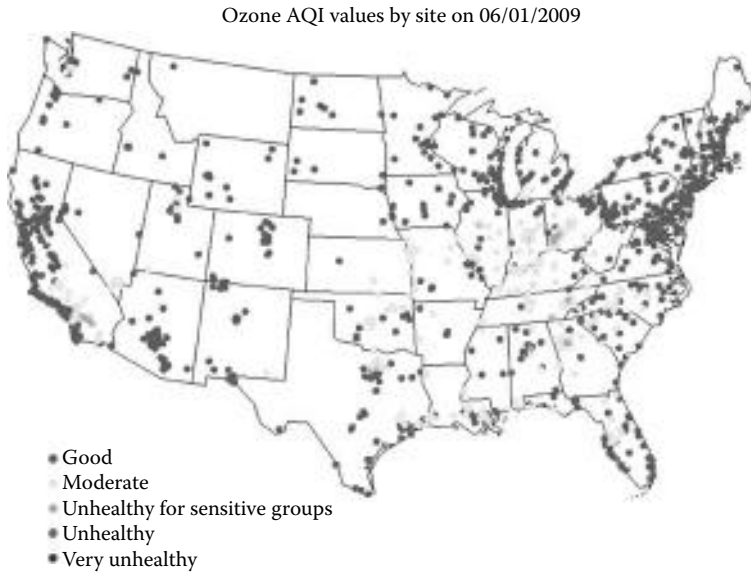 Ozone AQI values by site on 06/01/2009
Good
Moderate
Unhealthy for sensitive groups
Unhealthy
Very unhealthy